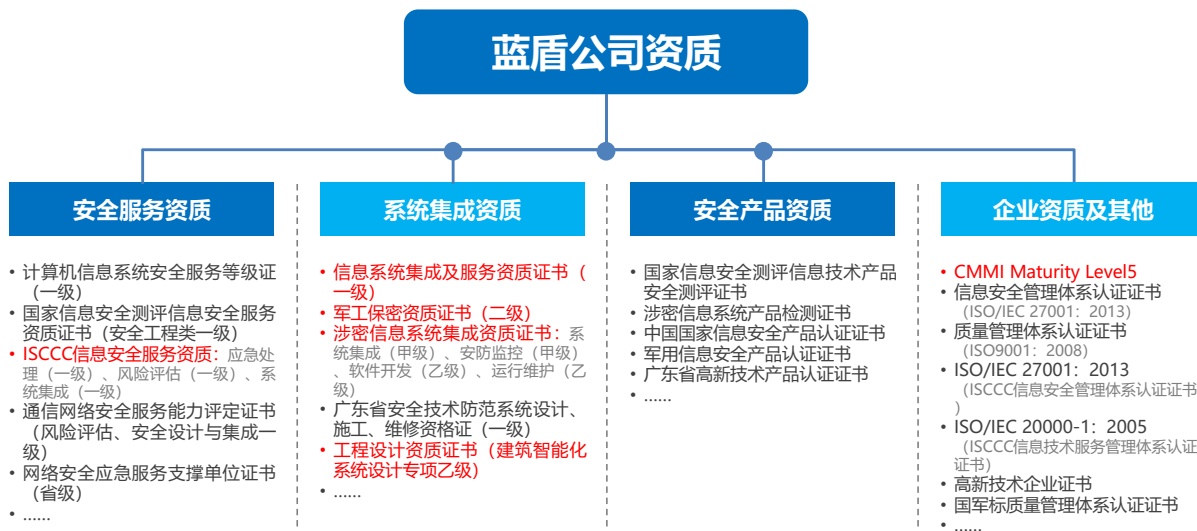 蓝盾公司资质
安全服务资质
• 计算机信息系统安全服务等级证
（一级）
• 国家信息安全测评信息安全服务
资质证书（安全工程类一级）
• ISCCC信息安全服务资质：应急处
理（一级）、风险评估（一级）、系
统集成（一级）
• 通信网络安全服务能力评定证书
（风险评估、安全设计与集成一
级）
• 网络安全应急服务支撑单位证书
（省级）
• ......
系统集成资质
• 信息系统集成及服务资质证书（
一级）
• 军工保密资质证书（二级）
• 涉密信息系统集成资质证书：系
统集成（甲级）、安防监控（甲级）
、软件开发（乙级）、运行维护（乙
级）
• 广东省安全技术防范系统设计、
施工、维修资格证（一级）
• 工程设计资质证书（建筑智能化
系统设计专项乙级）
• ......
安全产品资质
• 国家信息安全测评信息技术产品
安全测评证书
• 涉密信息系统产品检测证书
• 中国国家信息安全产品认证证书
• 军用信息安全产品认证证书
• 广东省高新技术产品认证证书
• ......
企业资质及其他
• CMMI Maturity Level5
• 信息安全管理体系认证证书
（ISO/IEC 27001：2013）
• 质量管理体系认证证书
（ISO9001：2008）
• ISO/IEC 27001：2013
（ISCCC信息安全管理体系认证证书
）
• ISO/IEC 20000-1：2005
（ISCCC信息技术服务管理体系认证
证书）
• 高新技术企业证书
• 国军标质量管理体系认证证书
• ......